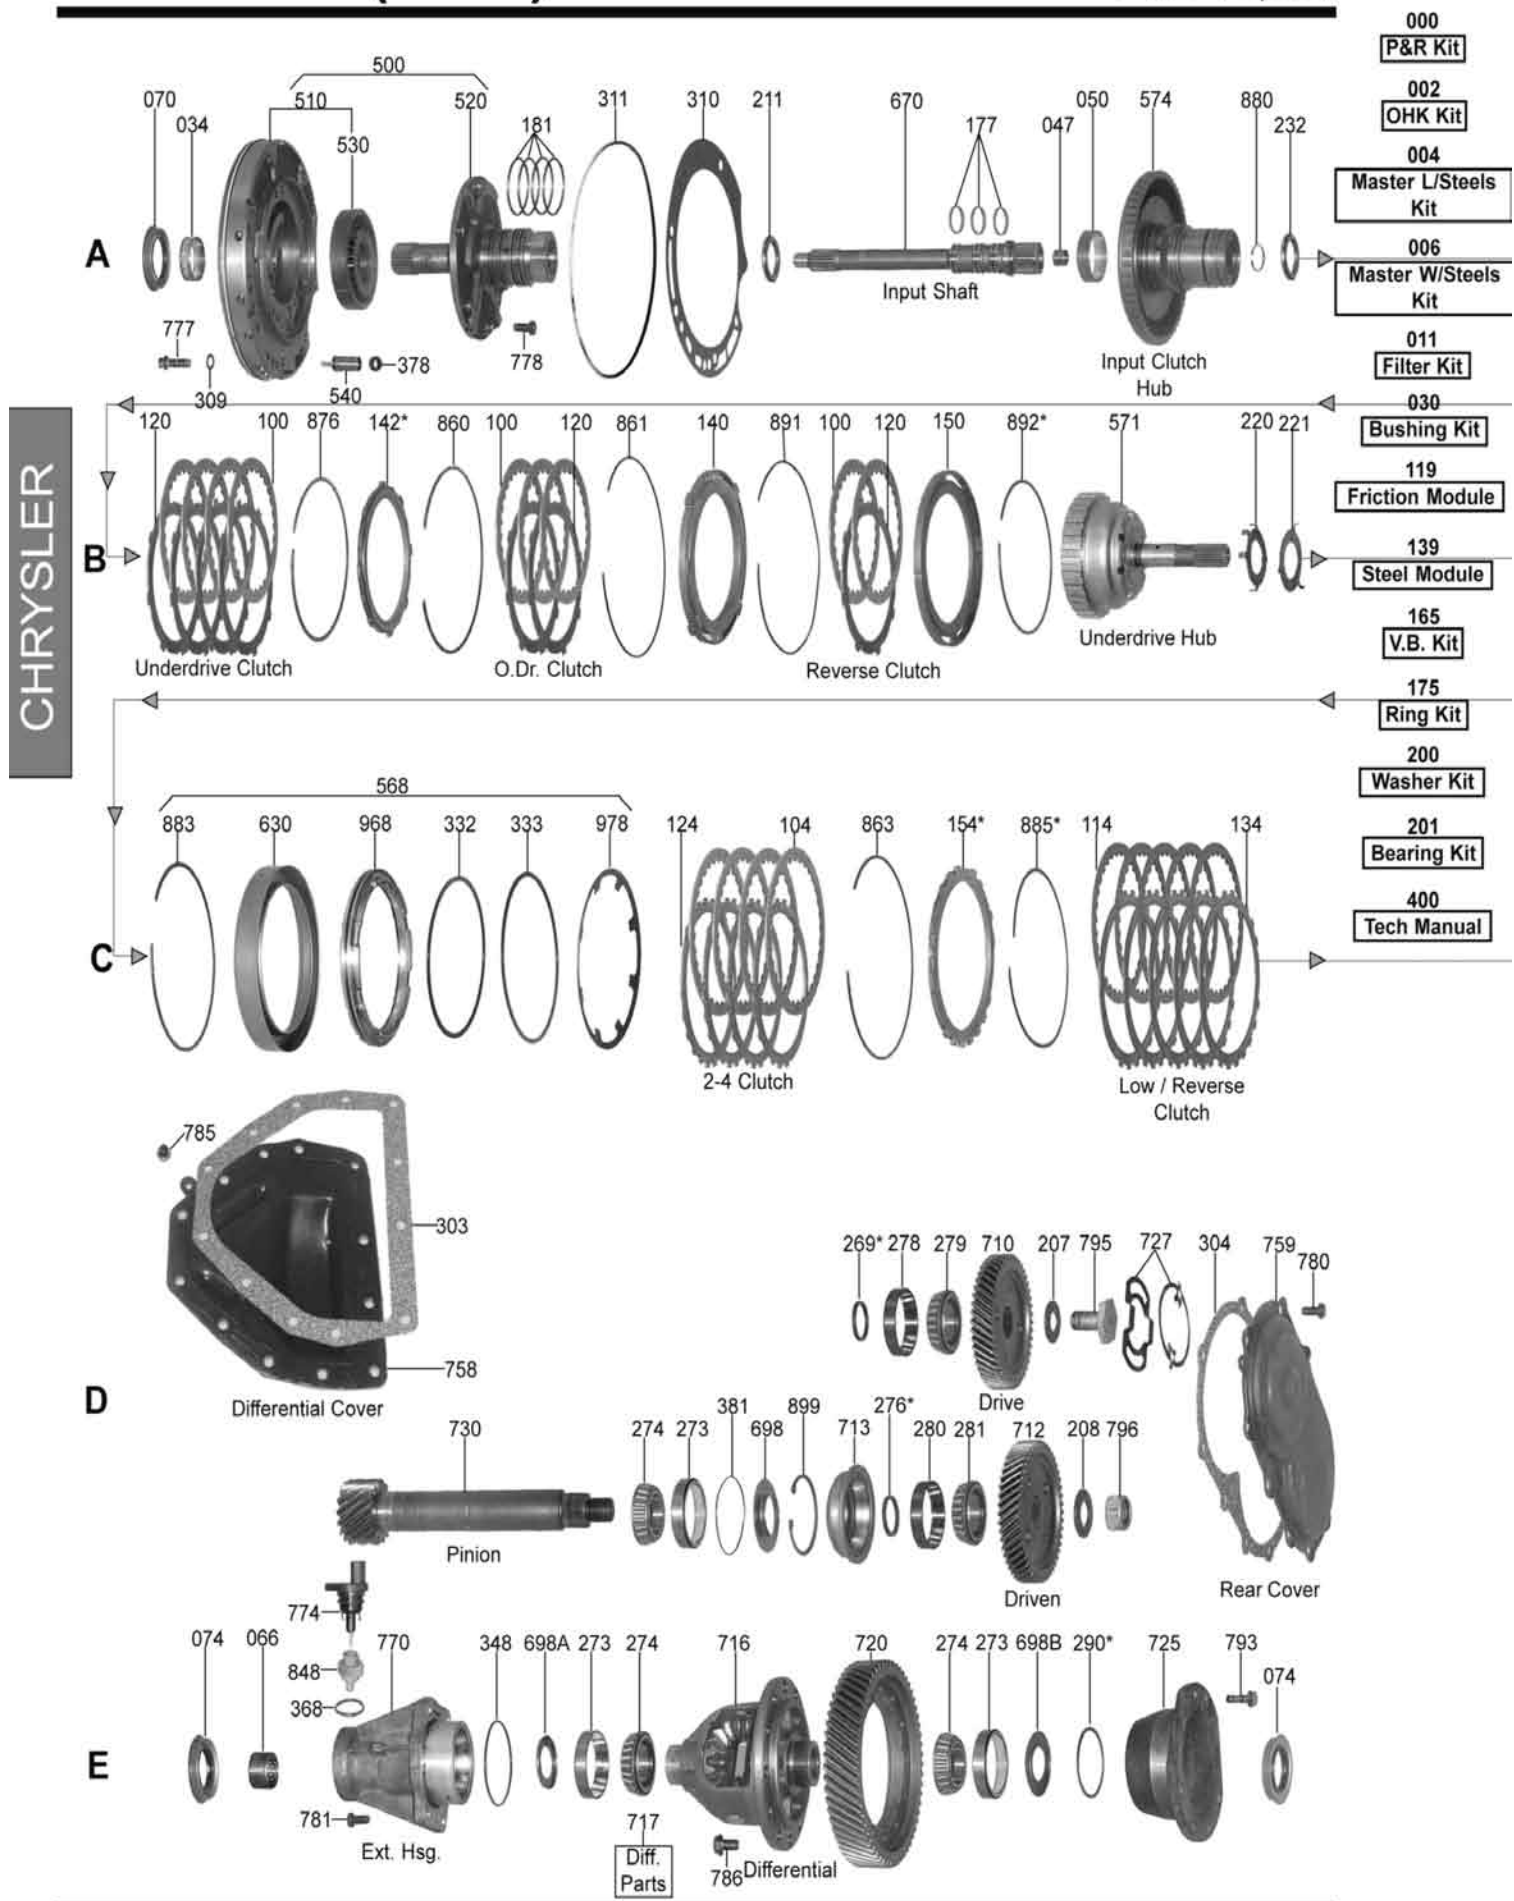 000
P&R Kit
002
OHK Kit
004
Master L/Steels
Kit
006
Master W/Steels
Kit
011
Filter Kit
030
Bushing Kit
119
Friction Module
139
Steel Module
165
V.B. Kit
175
Ring Kit
200
Washer Kit
201
Bearing Kit
400
Tech Manual
CHRYSLER
500
070 510 520 311 310 211 670 050 574 880
034 530 181 177 047 232
A
Input Shaft
777 778 378 Input Clutch
Hub
309 540
120 100 876 142* 860 100 120 861 140 891 100 120 150 892* 571 220 221
B
Underdrive Clutch O.Dr. Clutch Reverse Clutch Underdrive Hub
568
883 630 968 332 333 978 124 104 863 154* 885* 114 134
C
2-4 Clutch Low / Reverse
Clutch
785
303
269* 278 279 710 207 795 727 304 759 780
758
D
Differential Cover Drive
381 899 276*
730 274 273 698 713 280 281 712 208 796
Pinion
Driven Rear Cover
774
074 066 770 348 698A 273 274 716 720 274 273 698B 290* 725 793
848 074
368
E
781 717
Ext. Hsg. Diff.
Parts
786 Differential